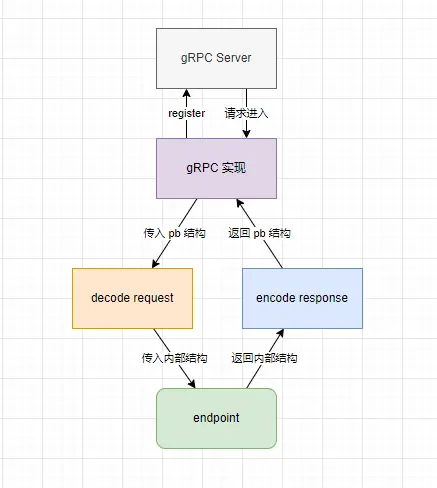 gRPC Server
register
请求进入
gRPC 实现
传入 pb 结构
返回 pb 结构
decode request
encode response
传入内部结构
返回内部结构
endpoint